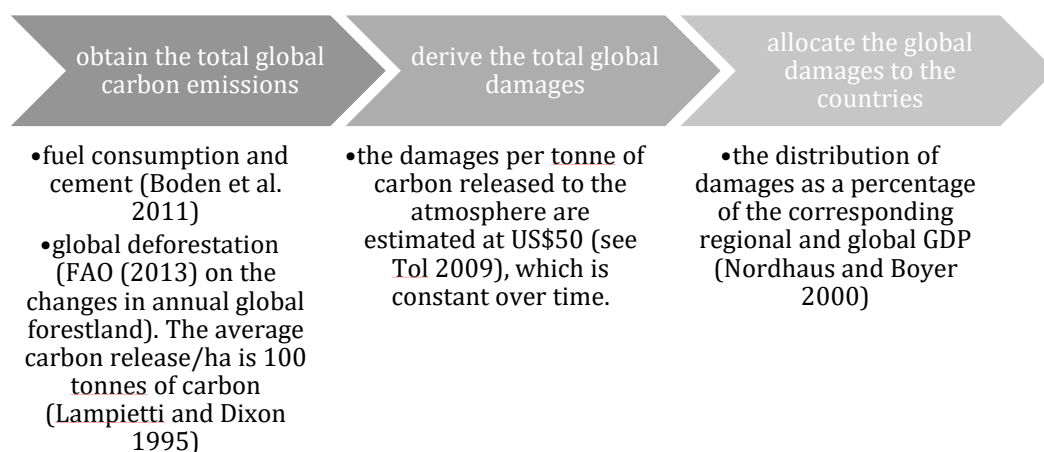 obtain the total global
carbon emissions
•fuel consumption and
cement (Boden et al.
2011)
•global deforestation
(FAO (2013) on the
changes in annual global
forestland). The average
carbon release/ha is 100
tonnes of carbon
(Lampietti and Dixon
1995)
derive the total global
damages
•the damages per tonne of
carbon released to the
atmosphere are
estimated at US$50 (see
Tol 2009), which is
constant over time.
allocate the global
damages to the
countries
•the distribution of
damages as a percentage
of the corresponding
regional and global GDP
(Nordhaus and Boyer
2000)